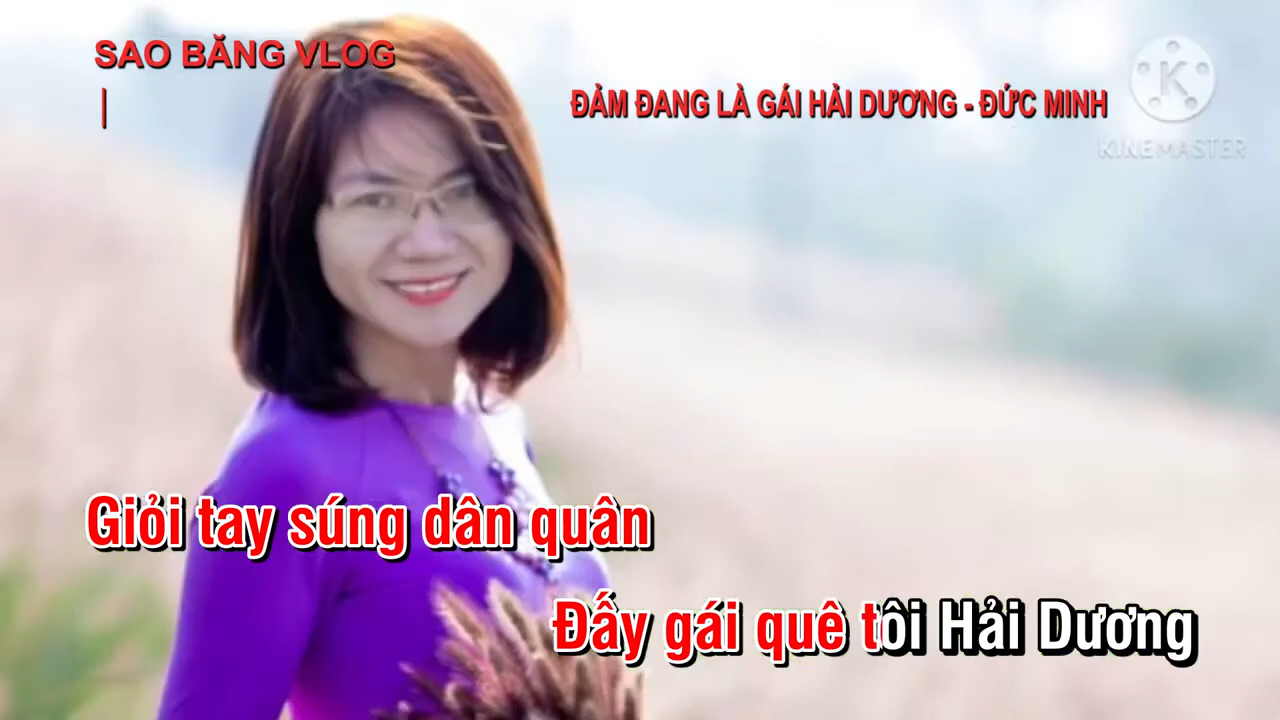 SAO BĂNG VLOG
ĐẢM ĐANG LÀ GÁI HẢI DƯƠNG - ĐỨC MINH
K
KINEMASTER
Giỏi tay súng dân quân
Đấy gái quê tôi Hải Dương